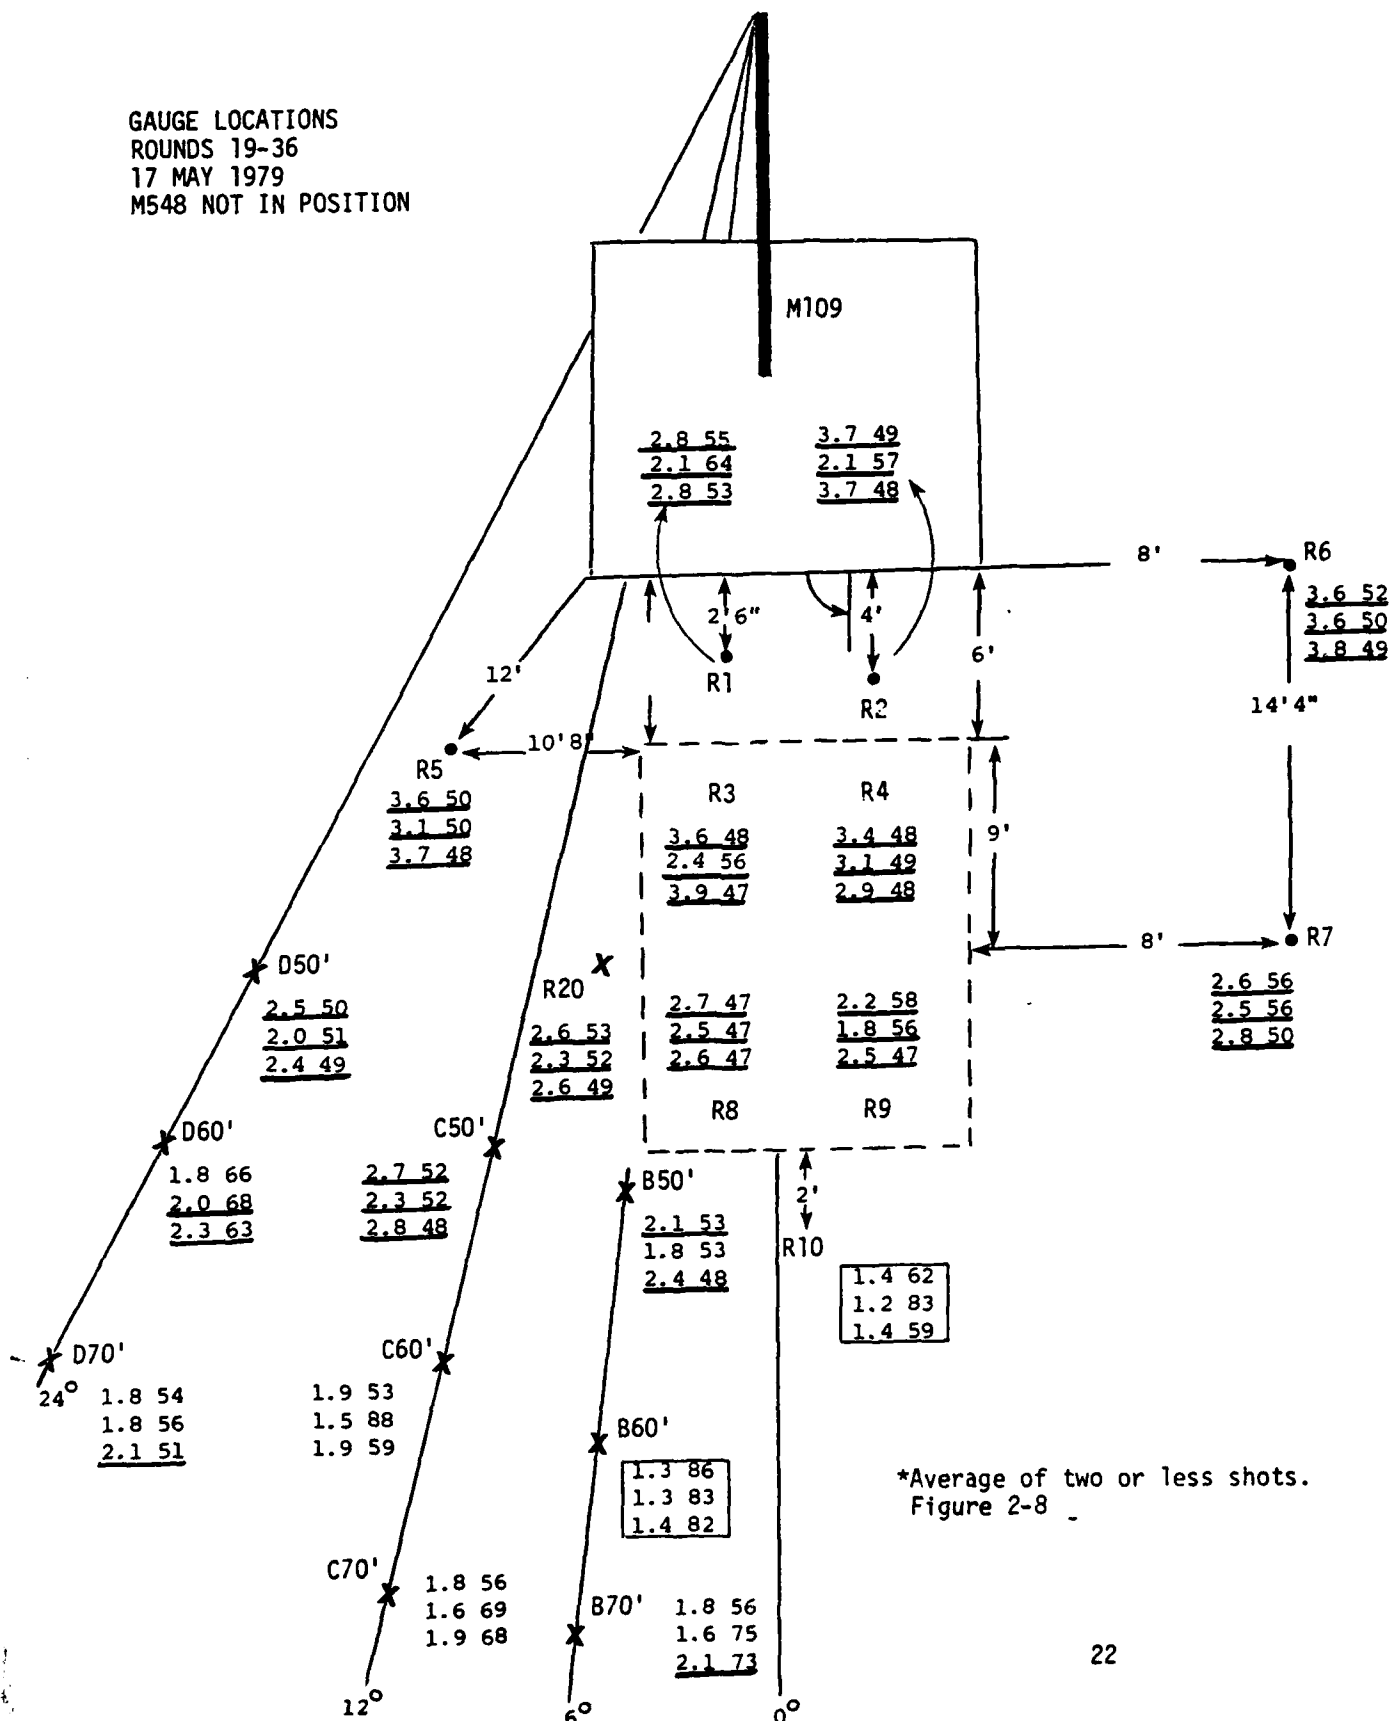 GAUGE LOCATIONS
ROUNDS 19-36
17 MAY 1979
M548 NOT IN POSITION
M109
2.8 55
2.1 64
2.8 53
3.7 49
2.1 57
3.7 48
8'
R6
3.6 52
3.6 50
3.8 49
2'6"
4'
6'
12'
R1
R2
14'4"
10'8"
R5
3.6 50
3.1 50
3.7 48
R3
R4
3.6 48
2.4 56
3.9 47
3.4 48
3.1 49
2.9 48
9'
8'
R7
2.6 56
2.5 56
2.8 50
D50'
2.5 50
2.0 51
2.4 49
R20
2.6 53
2.3 52
2.6 49
2.7 47
2.5 47
2.6 47
2.2 58
1.8 56
2.5 47
R8
R9
D60'
1.8 66
2.0 68
2.3 63
C50'
2.7 52
2.3 52
2.8 48
B50'
2.1 53
1.8 53
2.4 48
2'
R10
1.4 62
1.2 83
1.4 59
D70'
24°
1.8 54
1.8 56
2.1 51
C60'
1.9 53
1.5 88
1.9 59
B60'
1.3 86
1.3 83
1.4 82
*Average of two or less shots.
Figure 2-8
C70'
1.8 56
1.6 69
1.9 68
B70'
1.8 56
1.6 75
2.1 73
22
12°
6°
0°